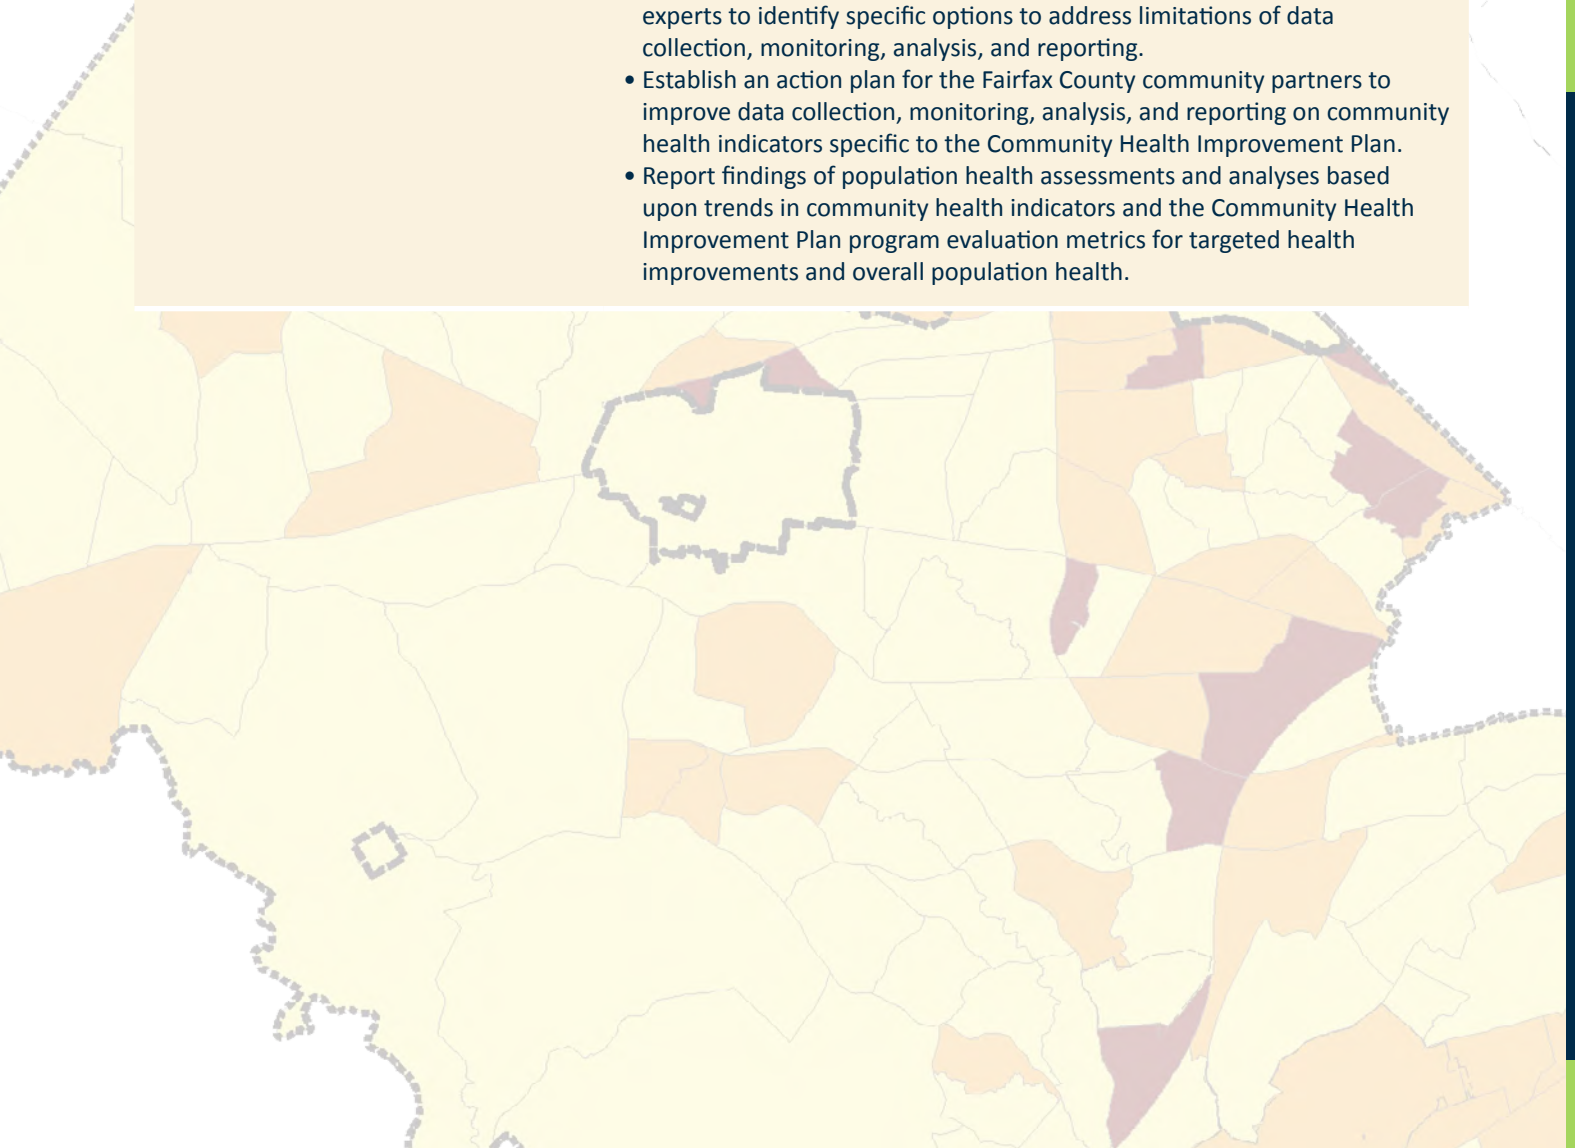 experts to identify specific options to address limitations of data
collection, monitoring, analysis, and reporting.
• Establish an action plan for the Fairfax County community partners to
improve data collection, monitoring, analysis, and reporting on community
health indicators specific to the Community Health Improvement Plan.
• Report findings of population health assessments and analyses based
upon trends in community health indicators and the Community Health
Improvement Plan program evaluation metrics for targeted health
improvements and overall population health.